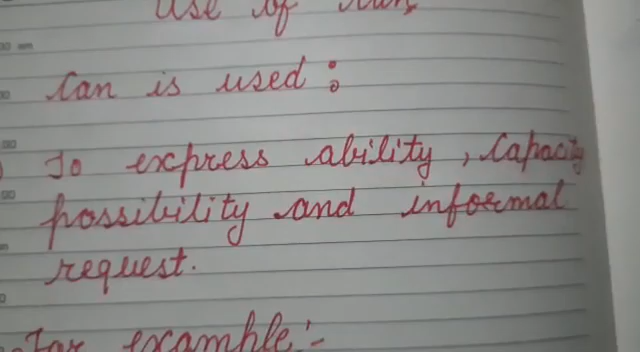 use of
Can is used :
To express ability, Capacity
possibility and informal
request.
For example :-